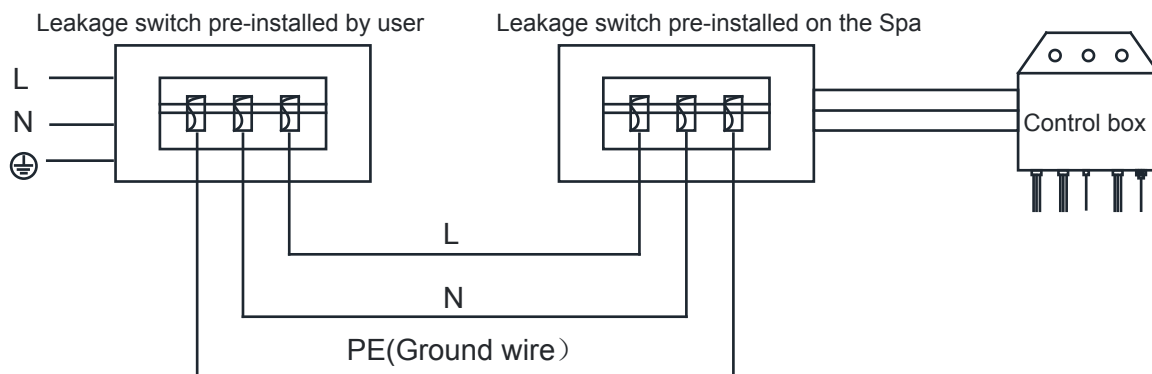 Leakage switch pre-installed by user
Leakage switch pre-installed on the Spa
L
N
Control box
L
N
PE(Ground wire）